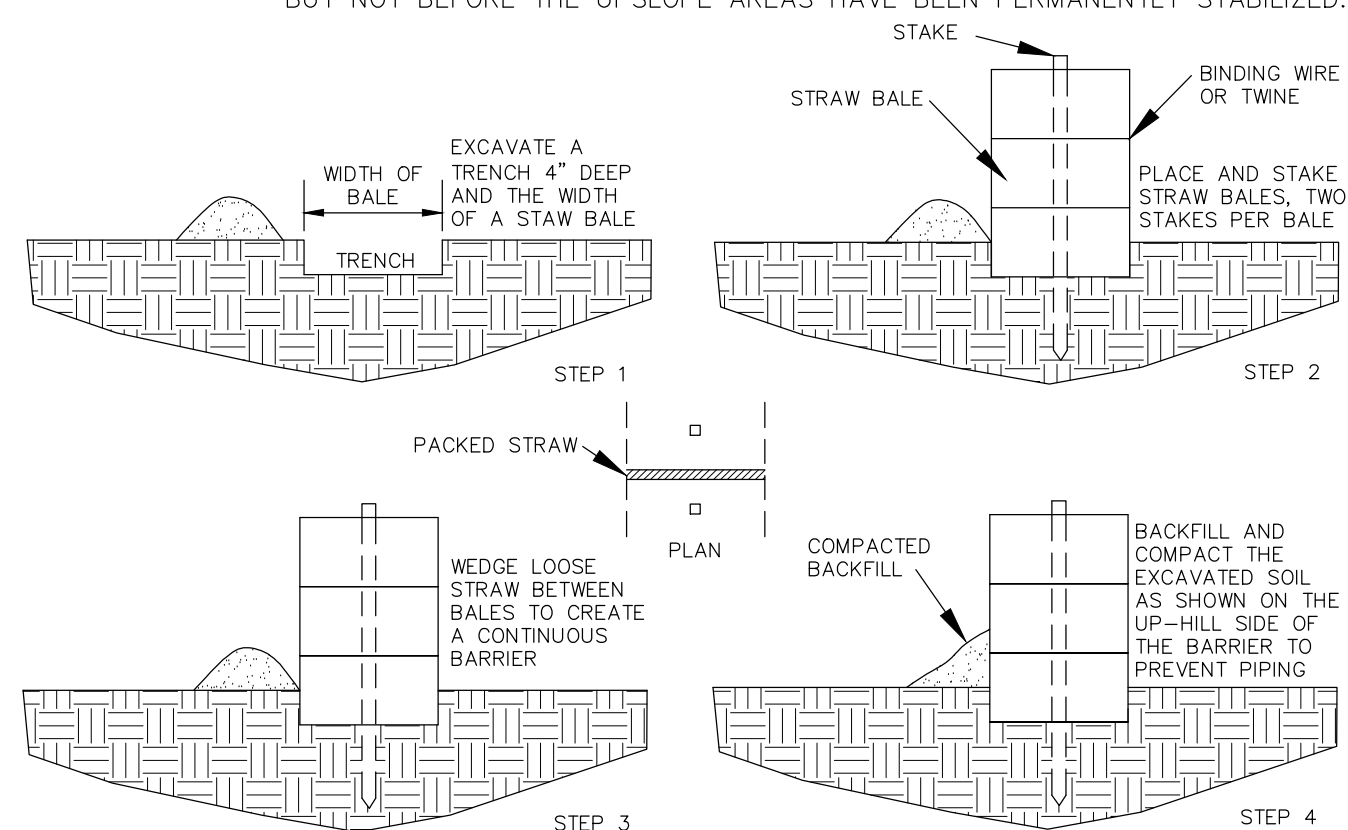 BUT NOT BEFORE THE UPSLOPE AREAS HAVE BEEN PERMANENTLY STABILIZED.
WIDTH OF
BALE
EXCAVATE A
TRENCH 4” DEEP
AND THE WIDTH
OF A STAW BALE
TRENCH
STEP 1
STAKE
STRAW BALE
BINDING WIRE
OR TWINE
PLACE AND STAKE
STRAW BALES, TWO
STAKES PER BALE
STEP 2
PACKED STRAW
PLAN
WEDGE LOOSE
STRAW BETWEEN
BALES TO CREATE
A CONTINUOUS
BARRIER
STEP 3
COMPACTED
BACKFILL
BACKFILL AND
COMPACT THE
EXCAVATED SOIL
AS SHOWN ON THE
UP-HILL SIDE OF
THE BARRIER TO
PREVENT PIPING
STEP 4